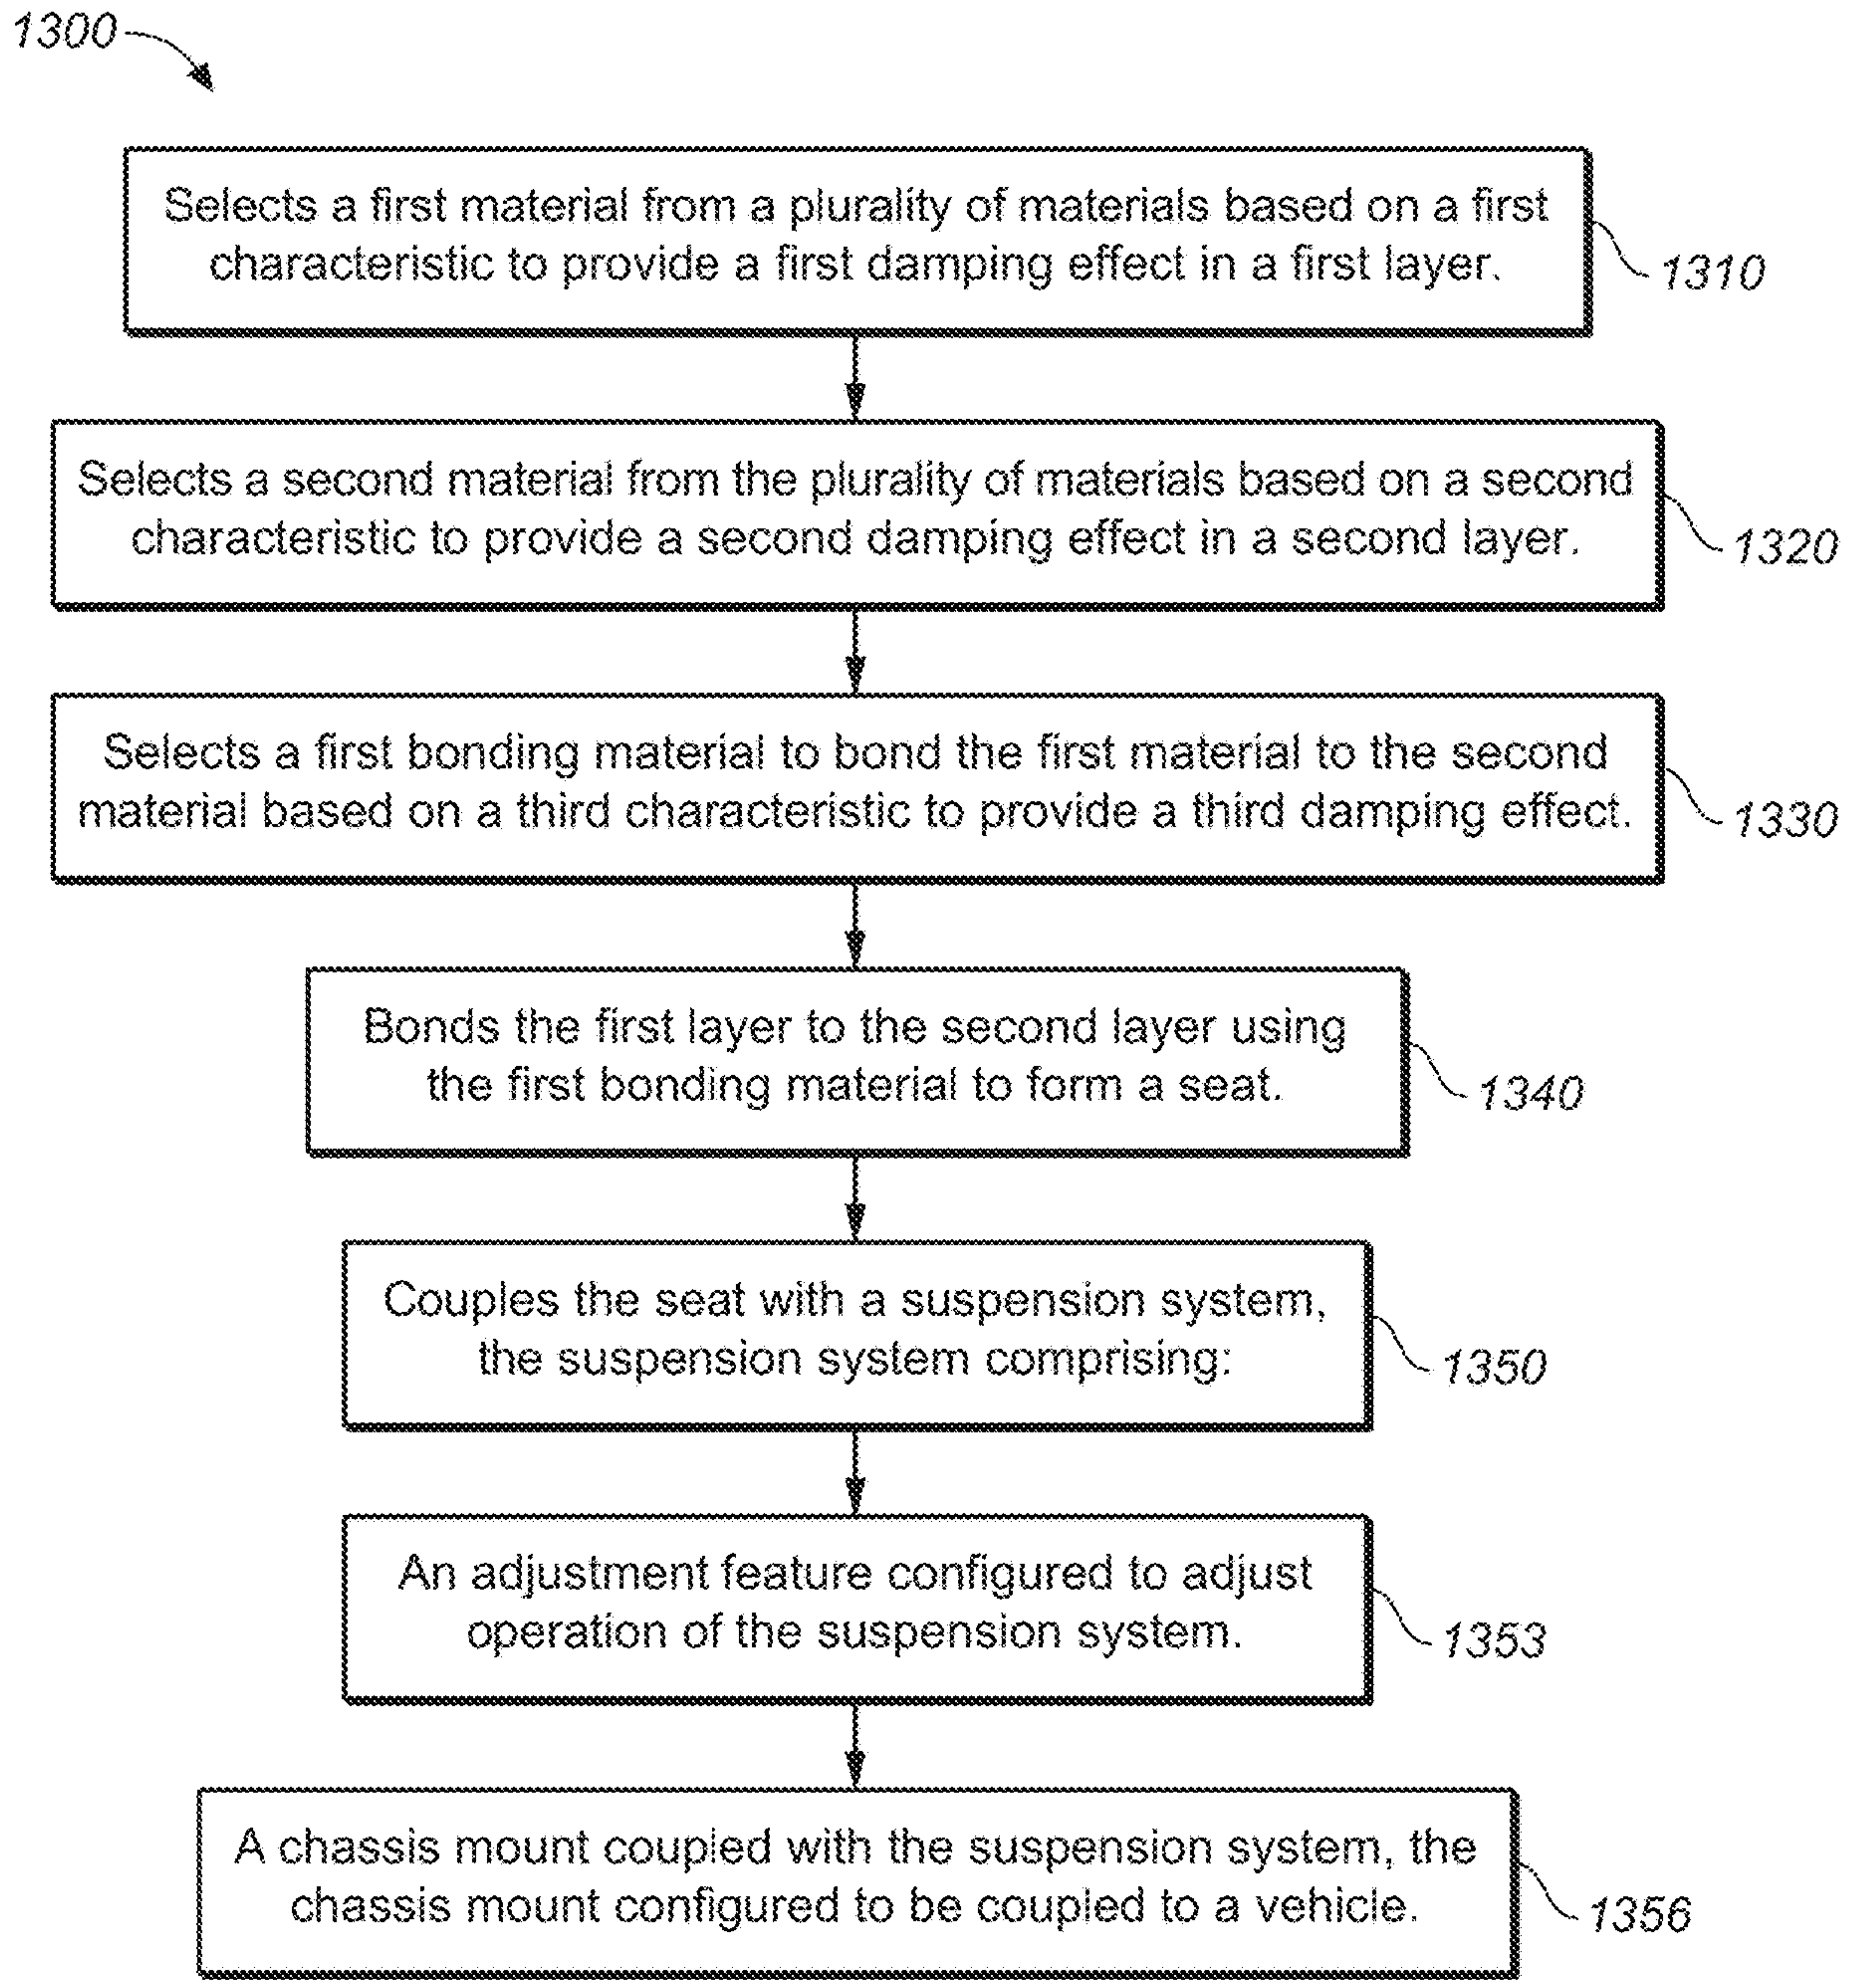 1300
Selects a first material from a plurality of materials based on a first
characteristic to provide a first damping effect in a first layer.
1310
Selects a second material from the plurality of materials based on a second
characteristic to provide a second damping effect in a second layer.
1320
Selects a first bonding material to bond the first material to the second
material based on a third characteristic to provide a third damping effect.
1330
Bonds the first layer to the second layer using
the first bonding material to form a seat.
1340
Couples the seat with a suspension system,
the suspension system comprising:
1350
An adjustment feature configured to adjust
operation of the suspension system.
1353
A chassis mount coupled with the suspension system, the
chassis mount configured to be coupled to a vehicle.
1356